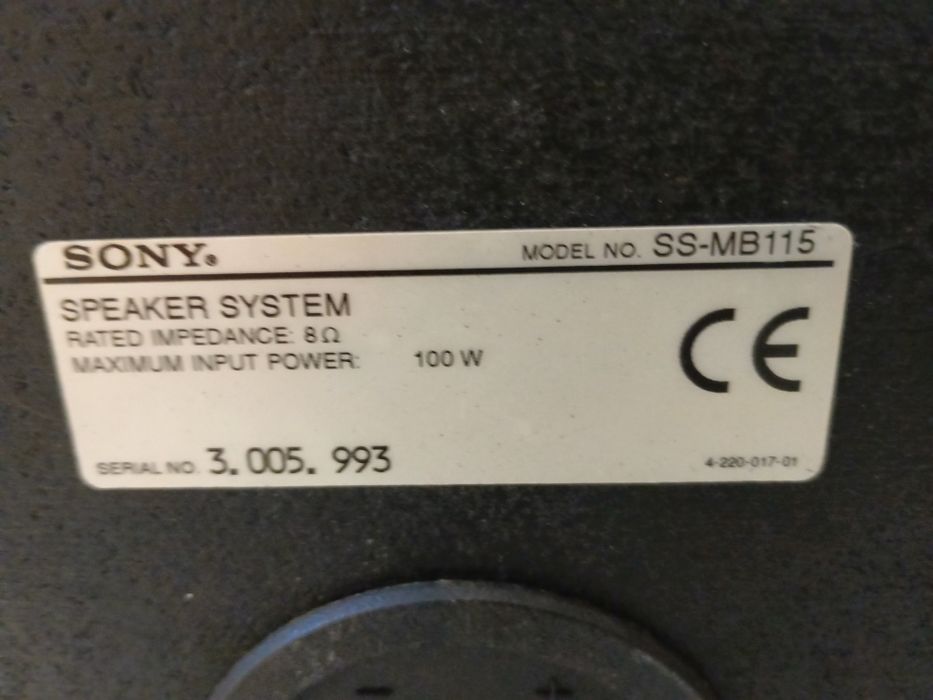 SONY®
MODEL NO. SS-MB115
SPEAKER SYSTEM
RATED IMPEDANCE: 8Ω
MAXIMUM INPUT POWER: 100 W
CE
SERIAL NO. 3. 005. 993
4-220-017-01
- +